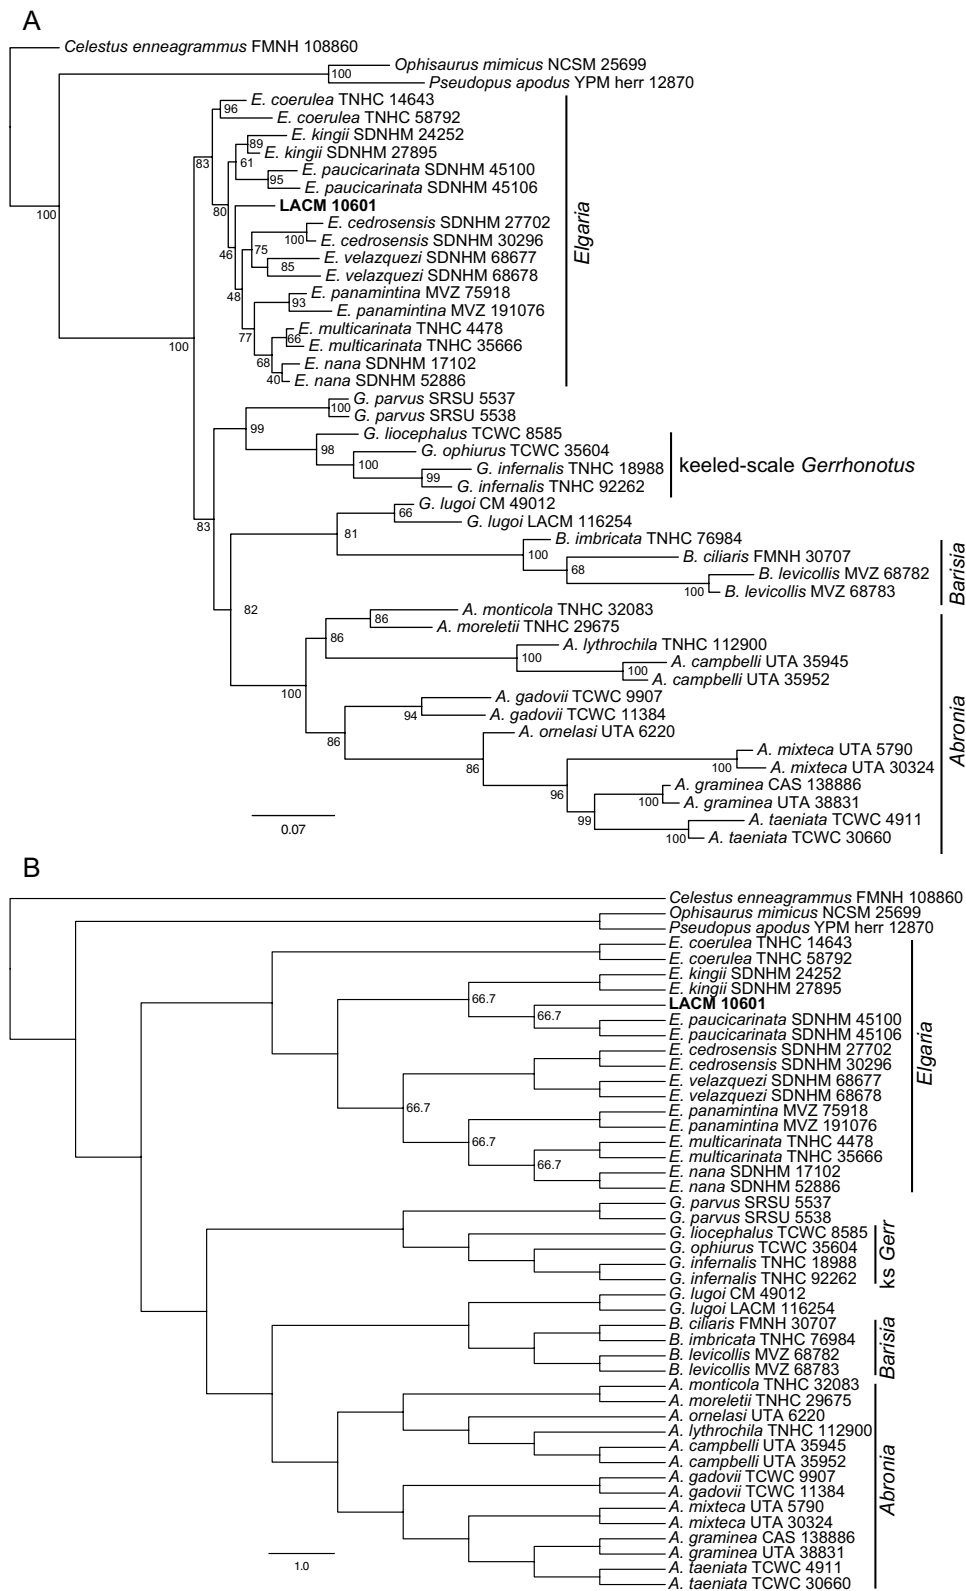 A
Celestus enneagrammus FMNH 108860
Ophisaurus mimicus NCSM 25699
100
Pseudopus apodus YPM herr 12870
E. coerulea TNHC 14643
96
E. coerulea TNHC 58792
E. kingii SDNHM 24252
89
E. kingii SDNHM 27895
83
61
E. paucicarinata SDNHM 45100
95
E. paucicarinata SDNHM 45106
80
LACM 10601
100
E. cedrosensis SDNHM 27702
100
E. cedrosensis SDNHM 30296
75
46
E. velazquezi SDNHM 68677
85
E. velazquezi SDNHM 68678
48
E. panamintina MVZ 75918
93
E. panamintina MVZ 191076
77
E. multicarinata TNHC 4478
66
E. multicarinata TNHC 35666
68
E. nana SDNHM 17102
40
E. nana SDNHM 52886
Elgaria
100
G. parvus SRSU 5537
100
G. parvus SRSU 5538
99
G. liocephalus TCWC 8585
98
G. ophiurus TCWC 35604
100
G. infernalis TNHC 18988
99
G. infernalis TNHC 92262
keeled-scale Gerrhonotus
83
G. lugoi CM 49012
66
G. lugoi LACM 116254
81
B. imbricata TNHC 76984
100
B. ciliaris FMNH 30707
68
B. levicollis MVZ 68782
100
B. levicollis MVZ 68783
Barisia
82
A. monticola TNHC 32083
86
A. moreletii TNHC 29675
86
A. lythrochila TNHC 112900
100
A. campbelli UTA 35945
100
A. campbelli UTA 35952
100
A. gadovii TCWC 9907
94
A. gadovii TCWC 11384
86
A. ornelasi UTA 6220
86
A. mixteca UTA 5790
100
A. mixteca UTA 30324
96
A. graminea CAS 138886
100
A. graminea UTA 38831
99
A. taeniata TCWC 4911
100
A. taeniata TCWC 30660
Abronia
0.07
B
Celestus enneagrammus FMNH 108860
Ophisaurus mimicus NCSM 25699
Pseudopus apodus YPM herr 12870
E. coerulea TNHC 14643
E. coerulea TNHC 58792
E. kingii SDNHM 24252
E. kingii SDNHM 27895
66.7
LACM 10601
66.7
E. paucicarinata SDNHM 45100
E. paucicarinata SDNHM 45106
E. cedrosensis SDNHM 27702
E. cedrosensis SDNHM 30296
E. velazquezi SDNHM 68677
E. velazquezi SDNHM 68678
66.7
E. panamintina MVZ 75918
E. panamintina MVZ 191076
66.7
E. multicarinata TNHC 4478
E. multicarinata TNHC 35666
66.7
E. nana SDNHM 17102
E. nana SDNHM 52886
Elgaria
G. parvus SRSU 5537
G. parvus SRSU 5538
G. liocephalus TCWC 8585
G. ophiurus TCWC 35604
G. infernalis TNHC 18988
G. infernalis TNHC 92262
ks Gerr
G. lugoi CM 49012
G. lugoi LACM 116254
B. ciliaris FMNH 30707
B. imbricata TNHC 76984
B. levicollis MVZ 68782
B. levicollis MVZ 68783
Barisia
A. monticola TNHC 32083
A. moreletii TNHC 29675
A. ornelasi UTA 6220
A. lythrochila TNHC 112900
A. campbelli UTA 35945
A. campbelli UTA 35952
A. gadovii TCWC 9907
A. gadovii TCWC 11384
A. mixteca UTA 5790
A. mixteca UTA 30324
A. graminea CAS 138886
A. graminea UTA 38831
A. taeniata TCWC 4911
A. taeniata TCWC 30660
Abronia
1.0